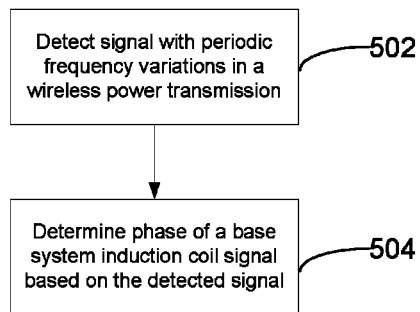 Detect signal with periodic
frequency variations in a
wireless power transmission
502
Determine phase of a base
system induction coil signal
based on the detected signal
504